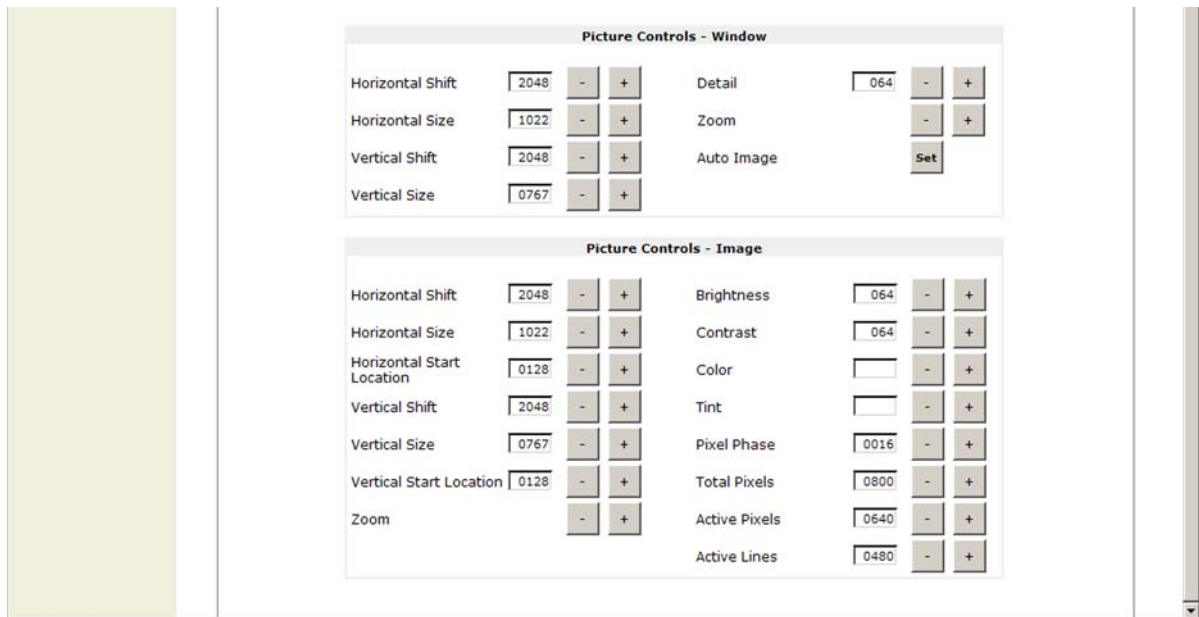 Picture Controls - Window
Horizontal Shift 2048 - + Detail 064 - +
Horizontal Size 1022 - + Zoom - +
Vertical Shift 2048 - + Auto Image Set
Vertical Size 0767 - +
Picture Controls - Image
Horizontal Shift 2048 - + Brightness 064 - +
Horizontal Size 1022 - + Contrast 064 - +
Horizontal Start
Location 0128 - + Color - +
Vertical Shift 2048 - + Tint - +
Vertical Size 0767 - + Pixel Phase 0016 - +
Vertical Start Location 0128 - + Total Pixels 0800 - +
Zoom - + Active Pixels 0640 - +
Active Lines 0480 - +